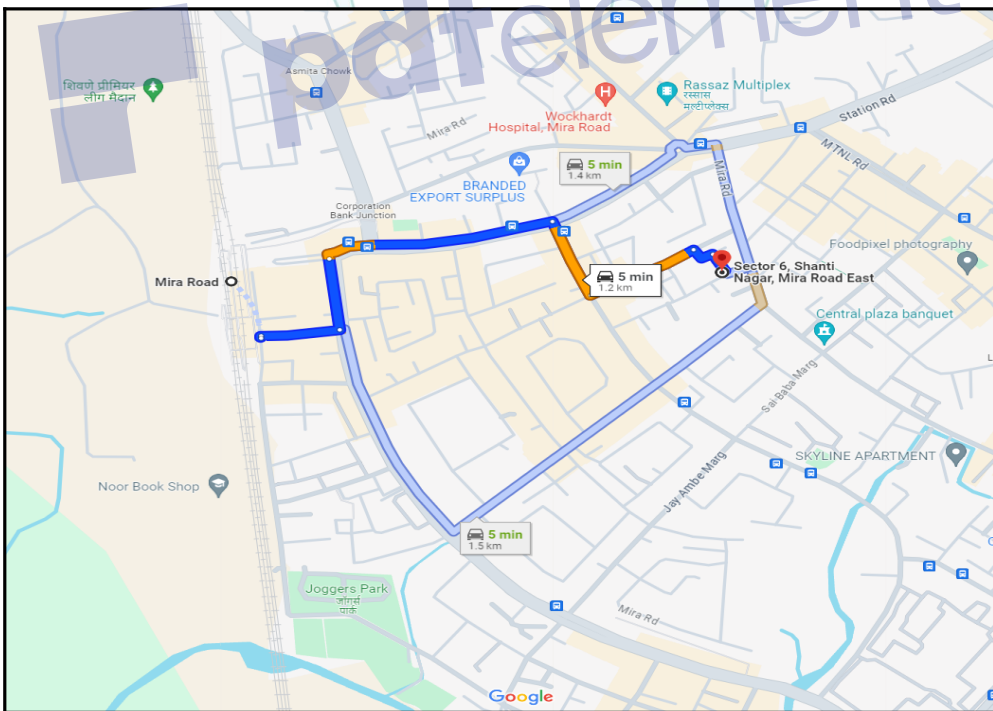 pdfelement
Asmita Chowk
शिवणे प्रीमियर
लीग मैदान
Wockhardt
Hospital, Mira Road
Rassaz Multiplex
रस्सास
मल्टीप्लेक्स
Station Rd
Mira Rd
MTNL Rd
5 min
1.4 km
Mira Rd
BRANDED
EXPORT SURPLUS
Corporation
Bank Junction
Foodpixel photography
Mira Road
5 min
1.2 km
Sector 6, Shanti
Nagar, Mira Road East
Central plaza banquet
Sai Baba Marg
SKYLINE APARTMENT
Jay Ambe Marg
Noor Book Shop
5 min
1.5 km
Joggers Park
जॉगर्स
पार्क
Mira Rd
Google